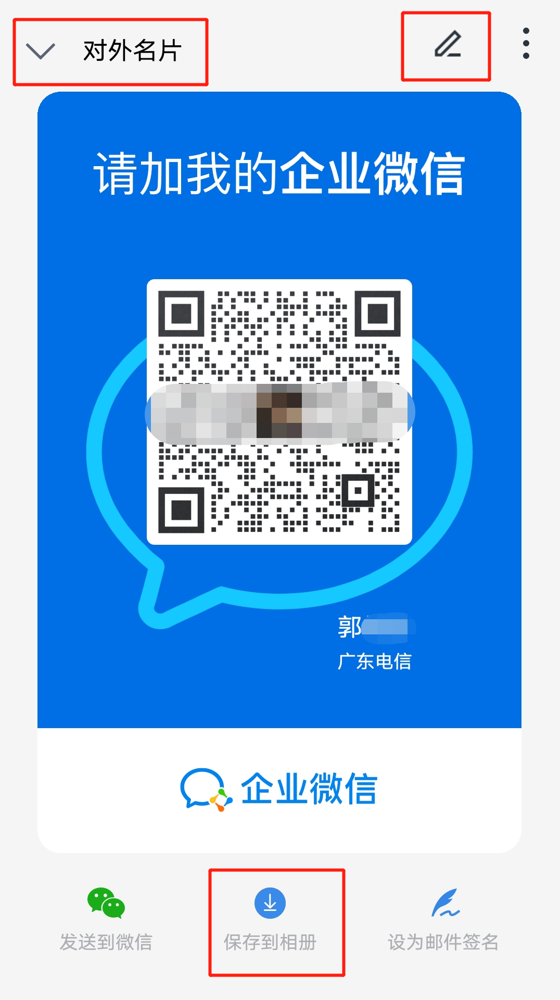 对外名片
请加我的企业微信
郭
广东电信
企业微信
发送到微信
保存到相册
设为邮件签名